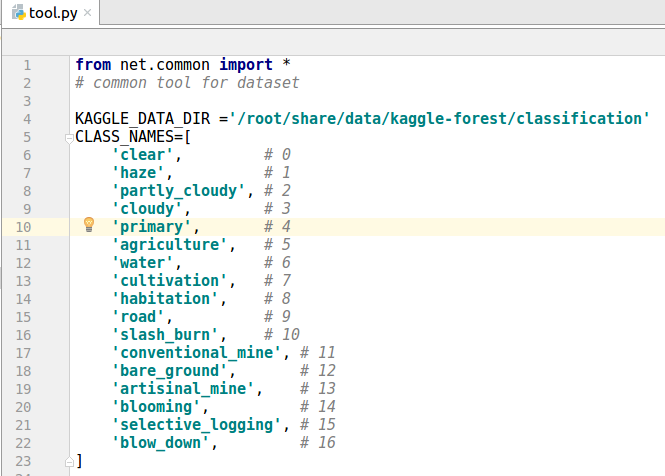 tool.py
1 from net.common import *
2 # common tool for dataset
3
4 KAGGLE_DATA_DIR ='/root/share/data/kaggle-forest/classification'
5 CLASS_NAMES=[
6     'clear',         # 0
7     'haze',          # 1
8     'partly_cloudy', # 2
9     'cloudy',        # 3
10     'primary',       # 4
11     'agriculture',   # 5
12     'water',         # 6
13     'cultivation',   # 7
14     'habitation',    # 8
15     'road',          # 9
16     'slash_burn',    # 10
17     'conventional_mine', # 11
18     'bare_ground',       # 12
19     'artisinal_mine',    # 13
20     'blooming',          # 14
21     'selective_logging', # 15
22     'blow_down',         # 16
23 ]